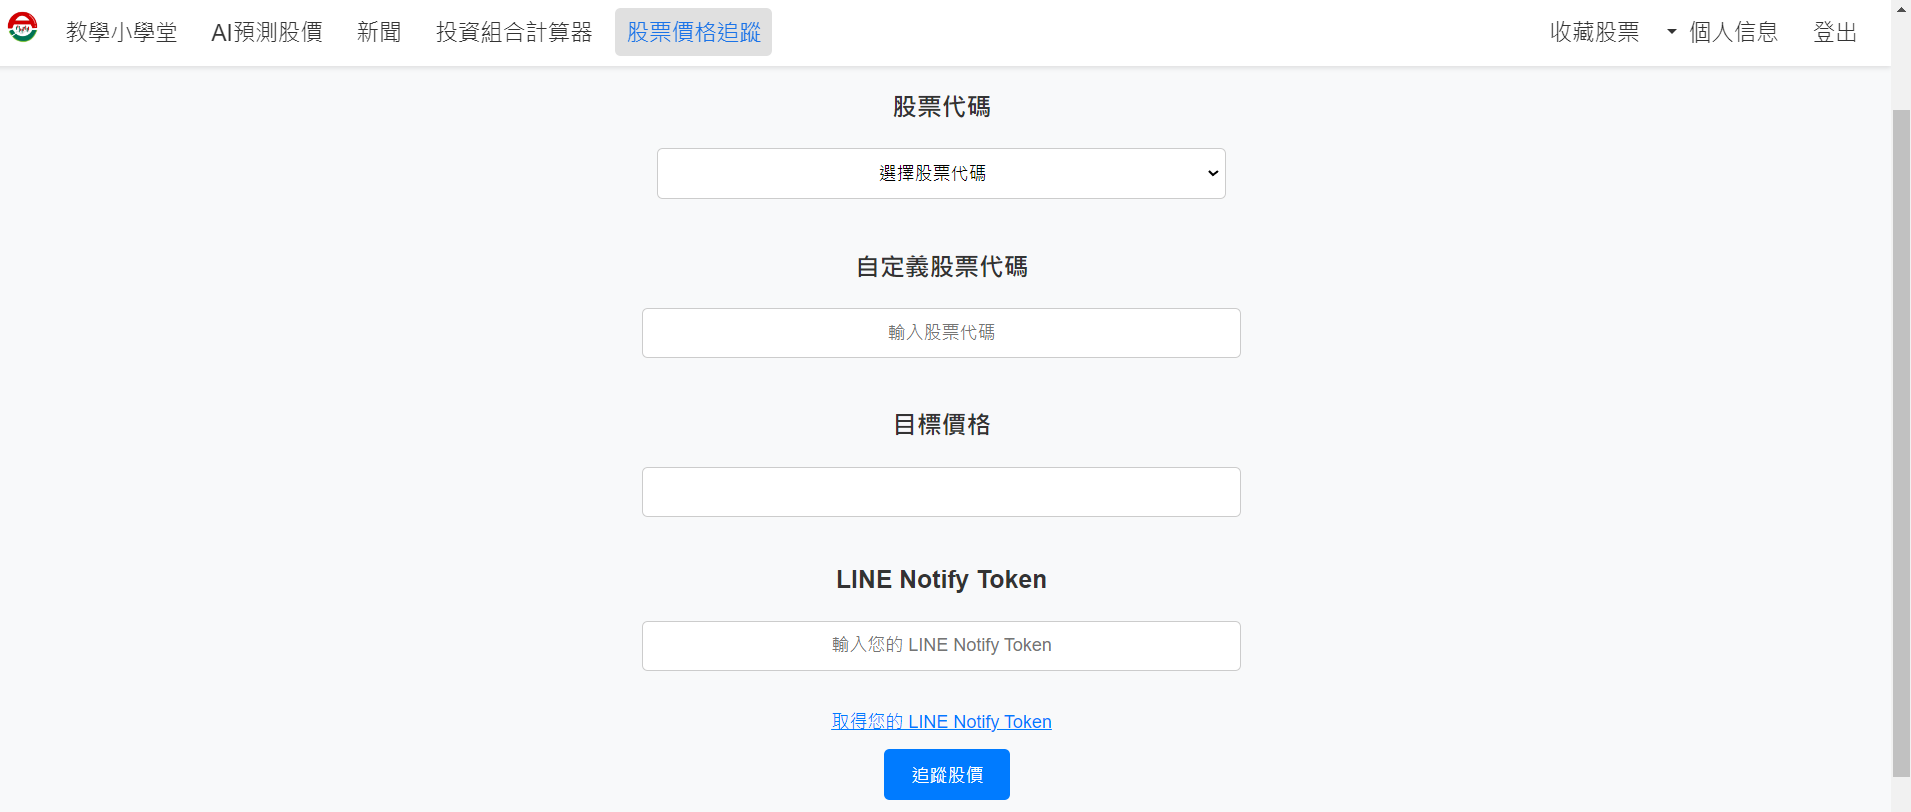 教學小學堂 AI預測股價 新聞 投資組合計算器 股票價格追蹤 收藏股票 個人信息 登出
股票代碼
選擇股票代碼
自定義股票代碼
輸入股票代碼
目標價格
LINE Notify Token
輸入您的 LINE Notify Token
取得您的 LINE Notify Token
追蹤股價